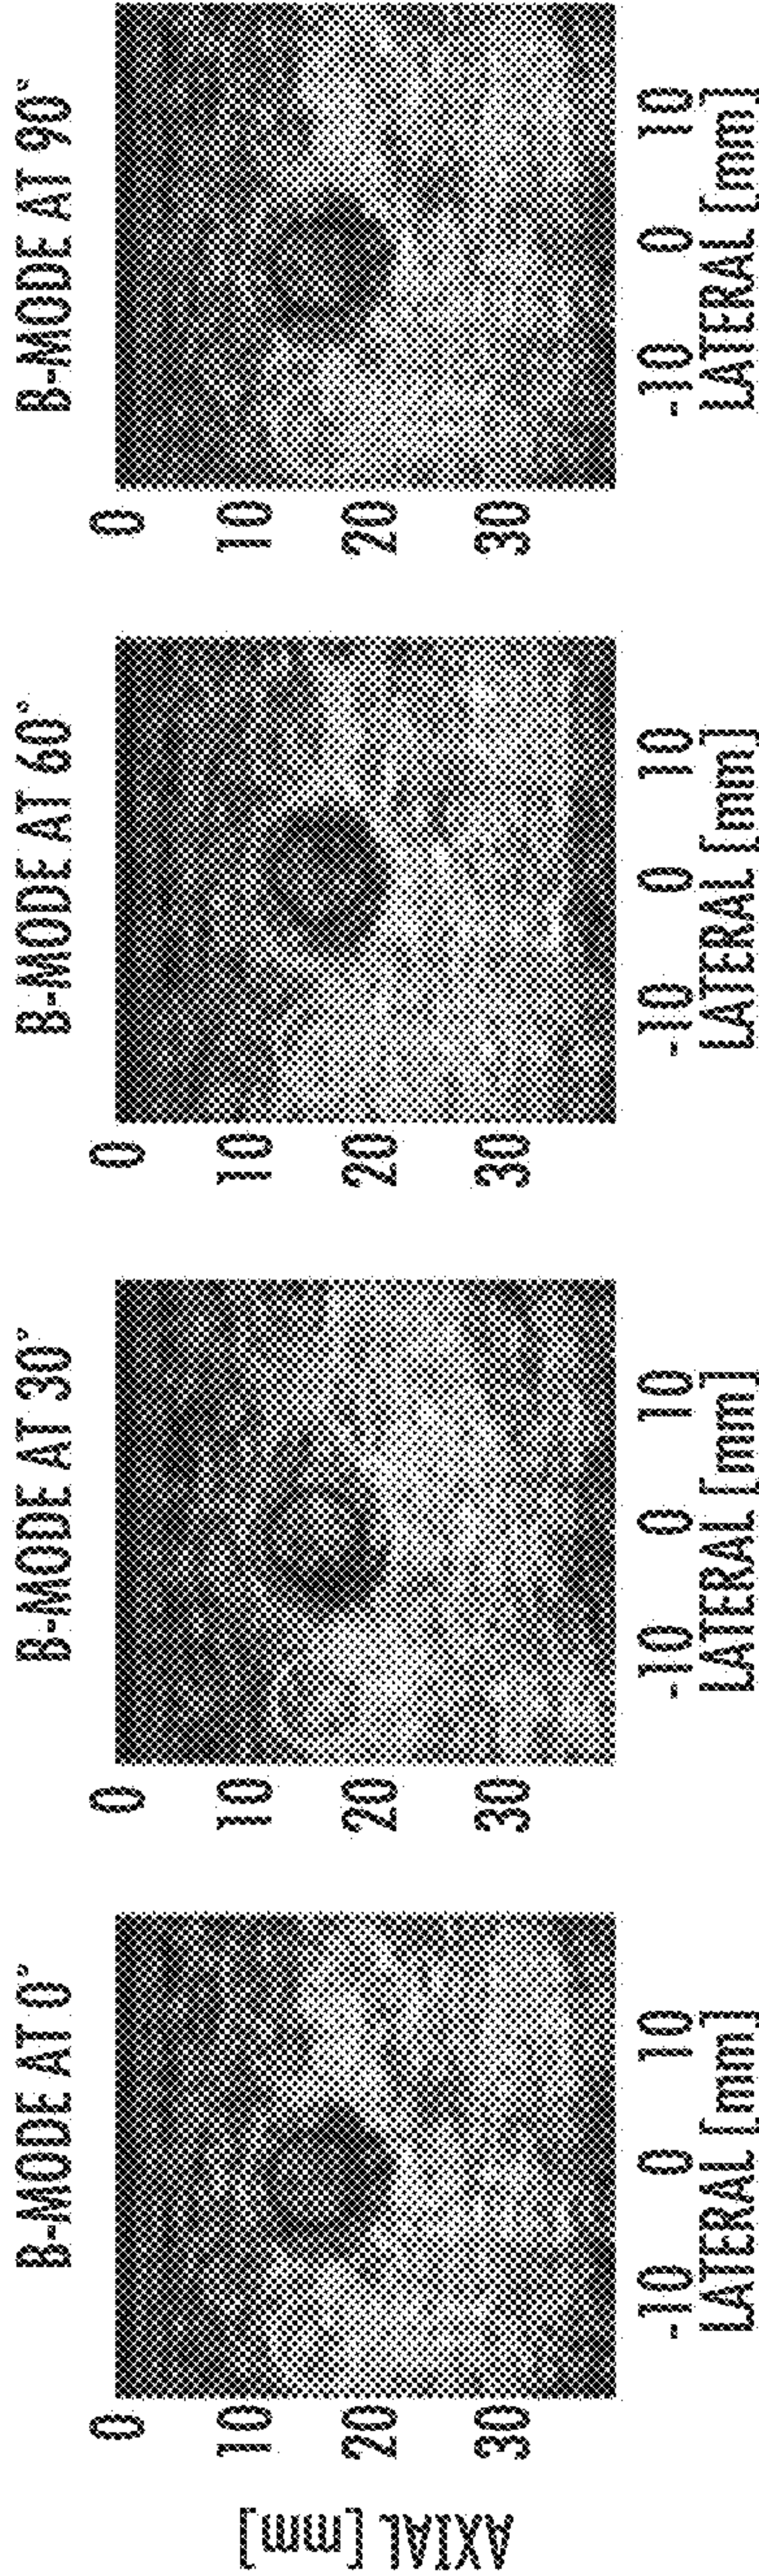 B-MODE AT 0°
B-MODE AT 30°
B-MODE AT 60°
B-MODE AT 90°
AXIAL [mm]
0
10
20
30
-10 0 10
LATERAL [mm]
0
10
20
30
-10 0 10
LATERAL [mm]
0
10
20
30
-10 0 10
LATERAL [mm]
0
10
20
30
-10 0 10
LATERAL [mm]